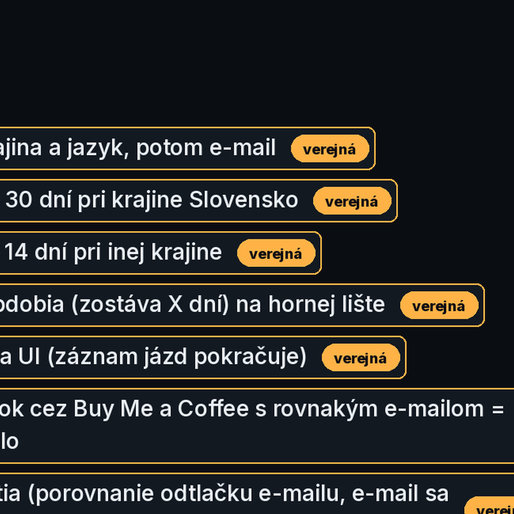 ajina a jazyk, potom e-mail verejná
30 dní pri krajine Slovensko verejná
14 dní pri inej krajine verejná
obdobia (zostáva X dní) na hornej lište verejná
a UI (záznam jázd pokračuje) verejná
ok cez Buy Me a Coffee s rovnakým e-mailom =
lo
tia (porovnanie odtlačku e-mailu, e-mail sa